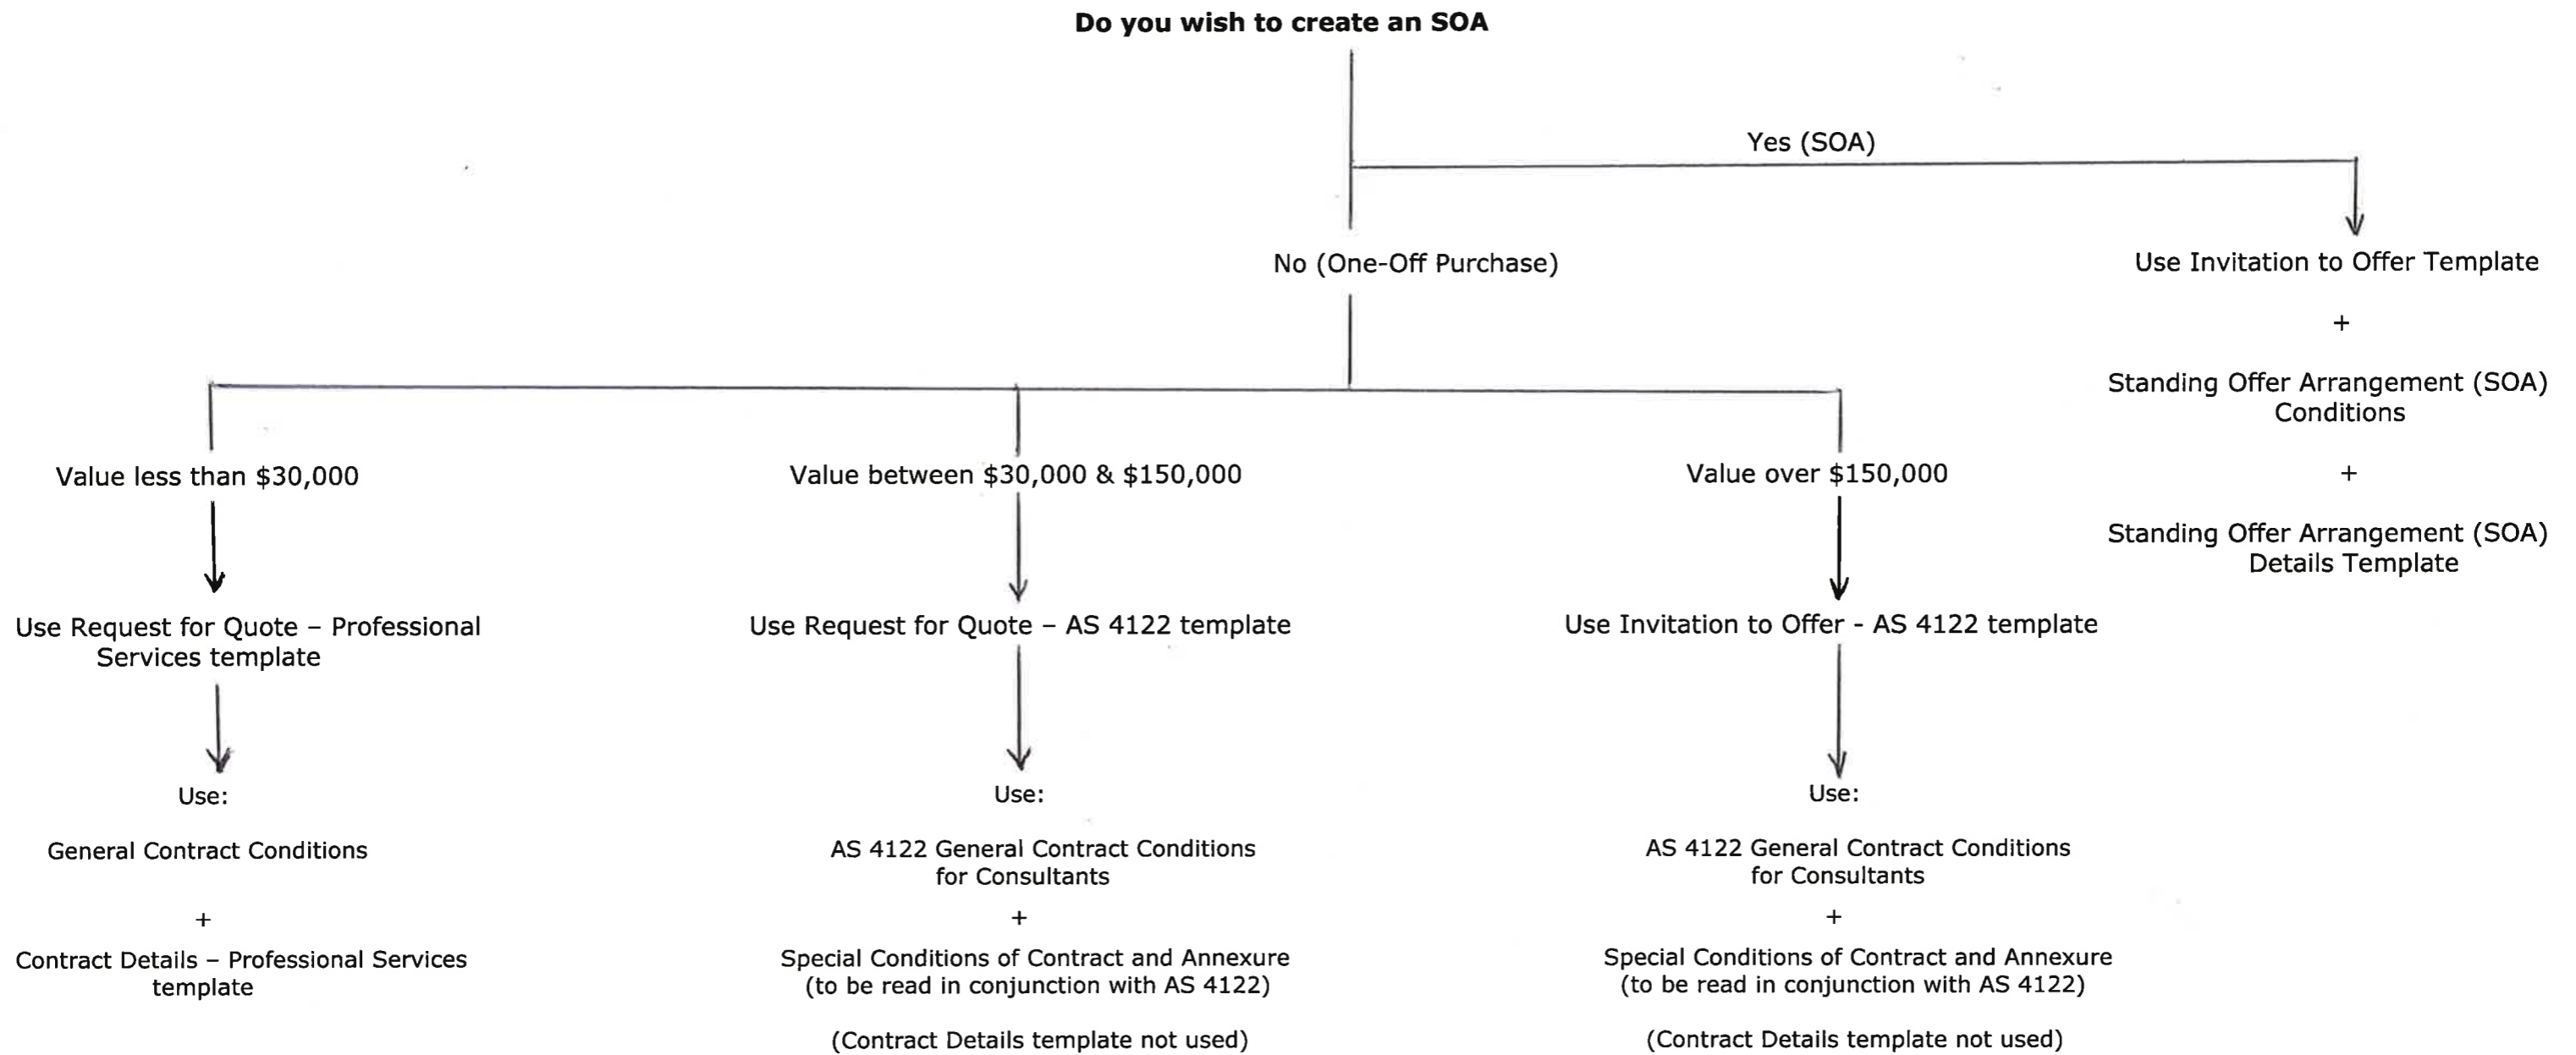 Do you wish to create an SOA
Yes (SOA)
No (One-Off Purchase)
Use Invitation to Offer Template
+
Standing Offer Arrangement (SOA)
Conditions
+
Standing Offer Arrangement (SOA)
Details Template
Value less than $30,000
Use Request for Quote – Professional
Services template
Use:
General Contract Conditions
+
Contract Details – Professional Services
template
Value between $30,000 & $150,000
Use Request for Quote – AS 4122 template
Use:
AS 4122 General Contract Conditions
for Consultants
+
Special Conditions of Contract and Annexure
(to be read in conjunction with AS 4122)
(Contract Details template not used)
Value over $150,000
Use Invitation to Offer - AS 4122 template
Use:
AS 4122 General Contract Conditions
for Consultants
+
Special Conditions of Contract and Annexure
(to be read in conjunction with AS 4122)
(Contract Details template not used)